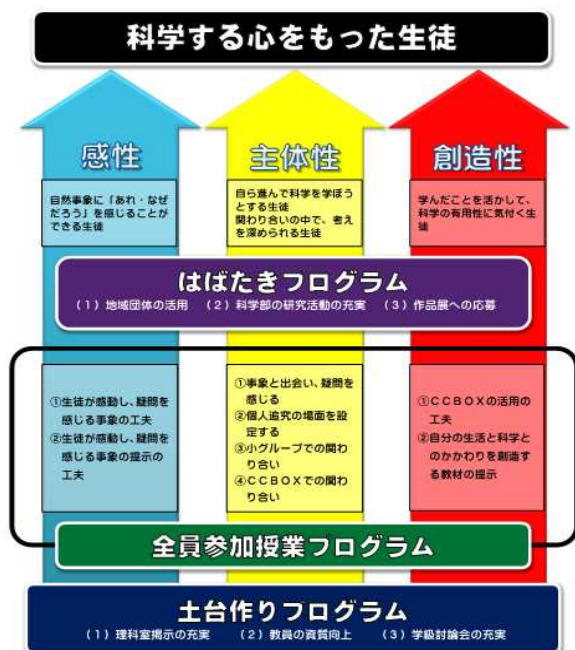 科学する心をもった生徒
感性
主体性
創造性
自然事象に「あれ・なぜ
だろう」を感じることが
できる生徒
自ら進んで科学を学ぼう
とする生徒
関わり合いの中で、考え
を深められる生徒
学んだことを活かして、
科学の有用性に気付く生
徒
はばたきプログラム
(1)地域団体の活用 (2)科学部の研究活動の充実 (3)作品展への応募
①生徒が感動し、疑問を
感じる事象の工夫
②生徒が感動し、疑問を
感じる事象の提示の
工夫
①事象と出会い、疑問を
感じる
②個人追究の場面を設
定する
③小グループでの関わ
り合い
④CCBOXでの関わ
り合い
①CCBOXの活用の
工夫
②自分の生活と科学と
のかかわりを創造す
る教材の提示
全員参加授業プログラム
土台作りプログラム
(1)理科室掲示の充実 (2)教員の資質向上 (3)学級討論会の充実